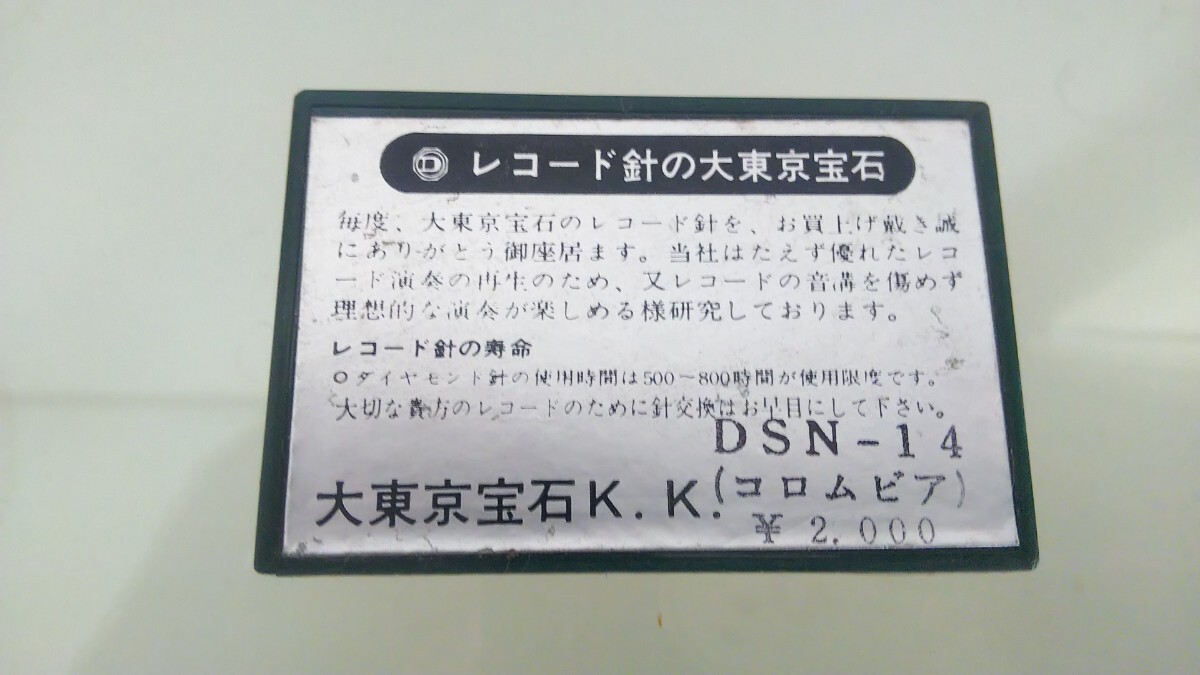 D レコード針の大東京宝石
毎度、大東京宝石のレコード針を、お買上げ戴き誠
にありがとう御座居ます。当社はたえず優れたレコ
ード演奏の再生のため、又レコードの音溝を傷めず
理想的な演奏が楽しめる様研究しております。
レコード針の寿命
○ダイヤモンド針の使用時間は500〜800時間が使用限度です。
大切な貴方のレコードのために針交換はお早目にして下さい。
DSN-14
大東京宝石K.K.(コロムビア)
¥ 2.000